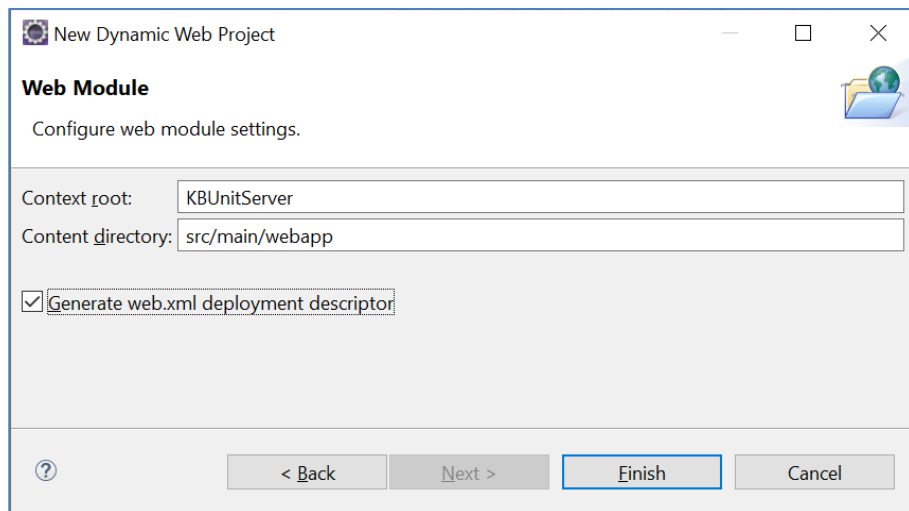 New Dynamic Web Project
Web Module
Configure web module settings.
Context root: KBUnitServer
Content directory: src/main/webapp
Generate web.xml deployment descriptor
? < Back Next > Finish Cancel